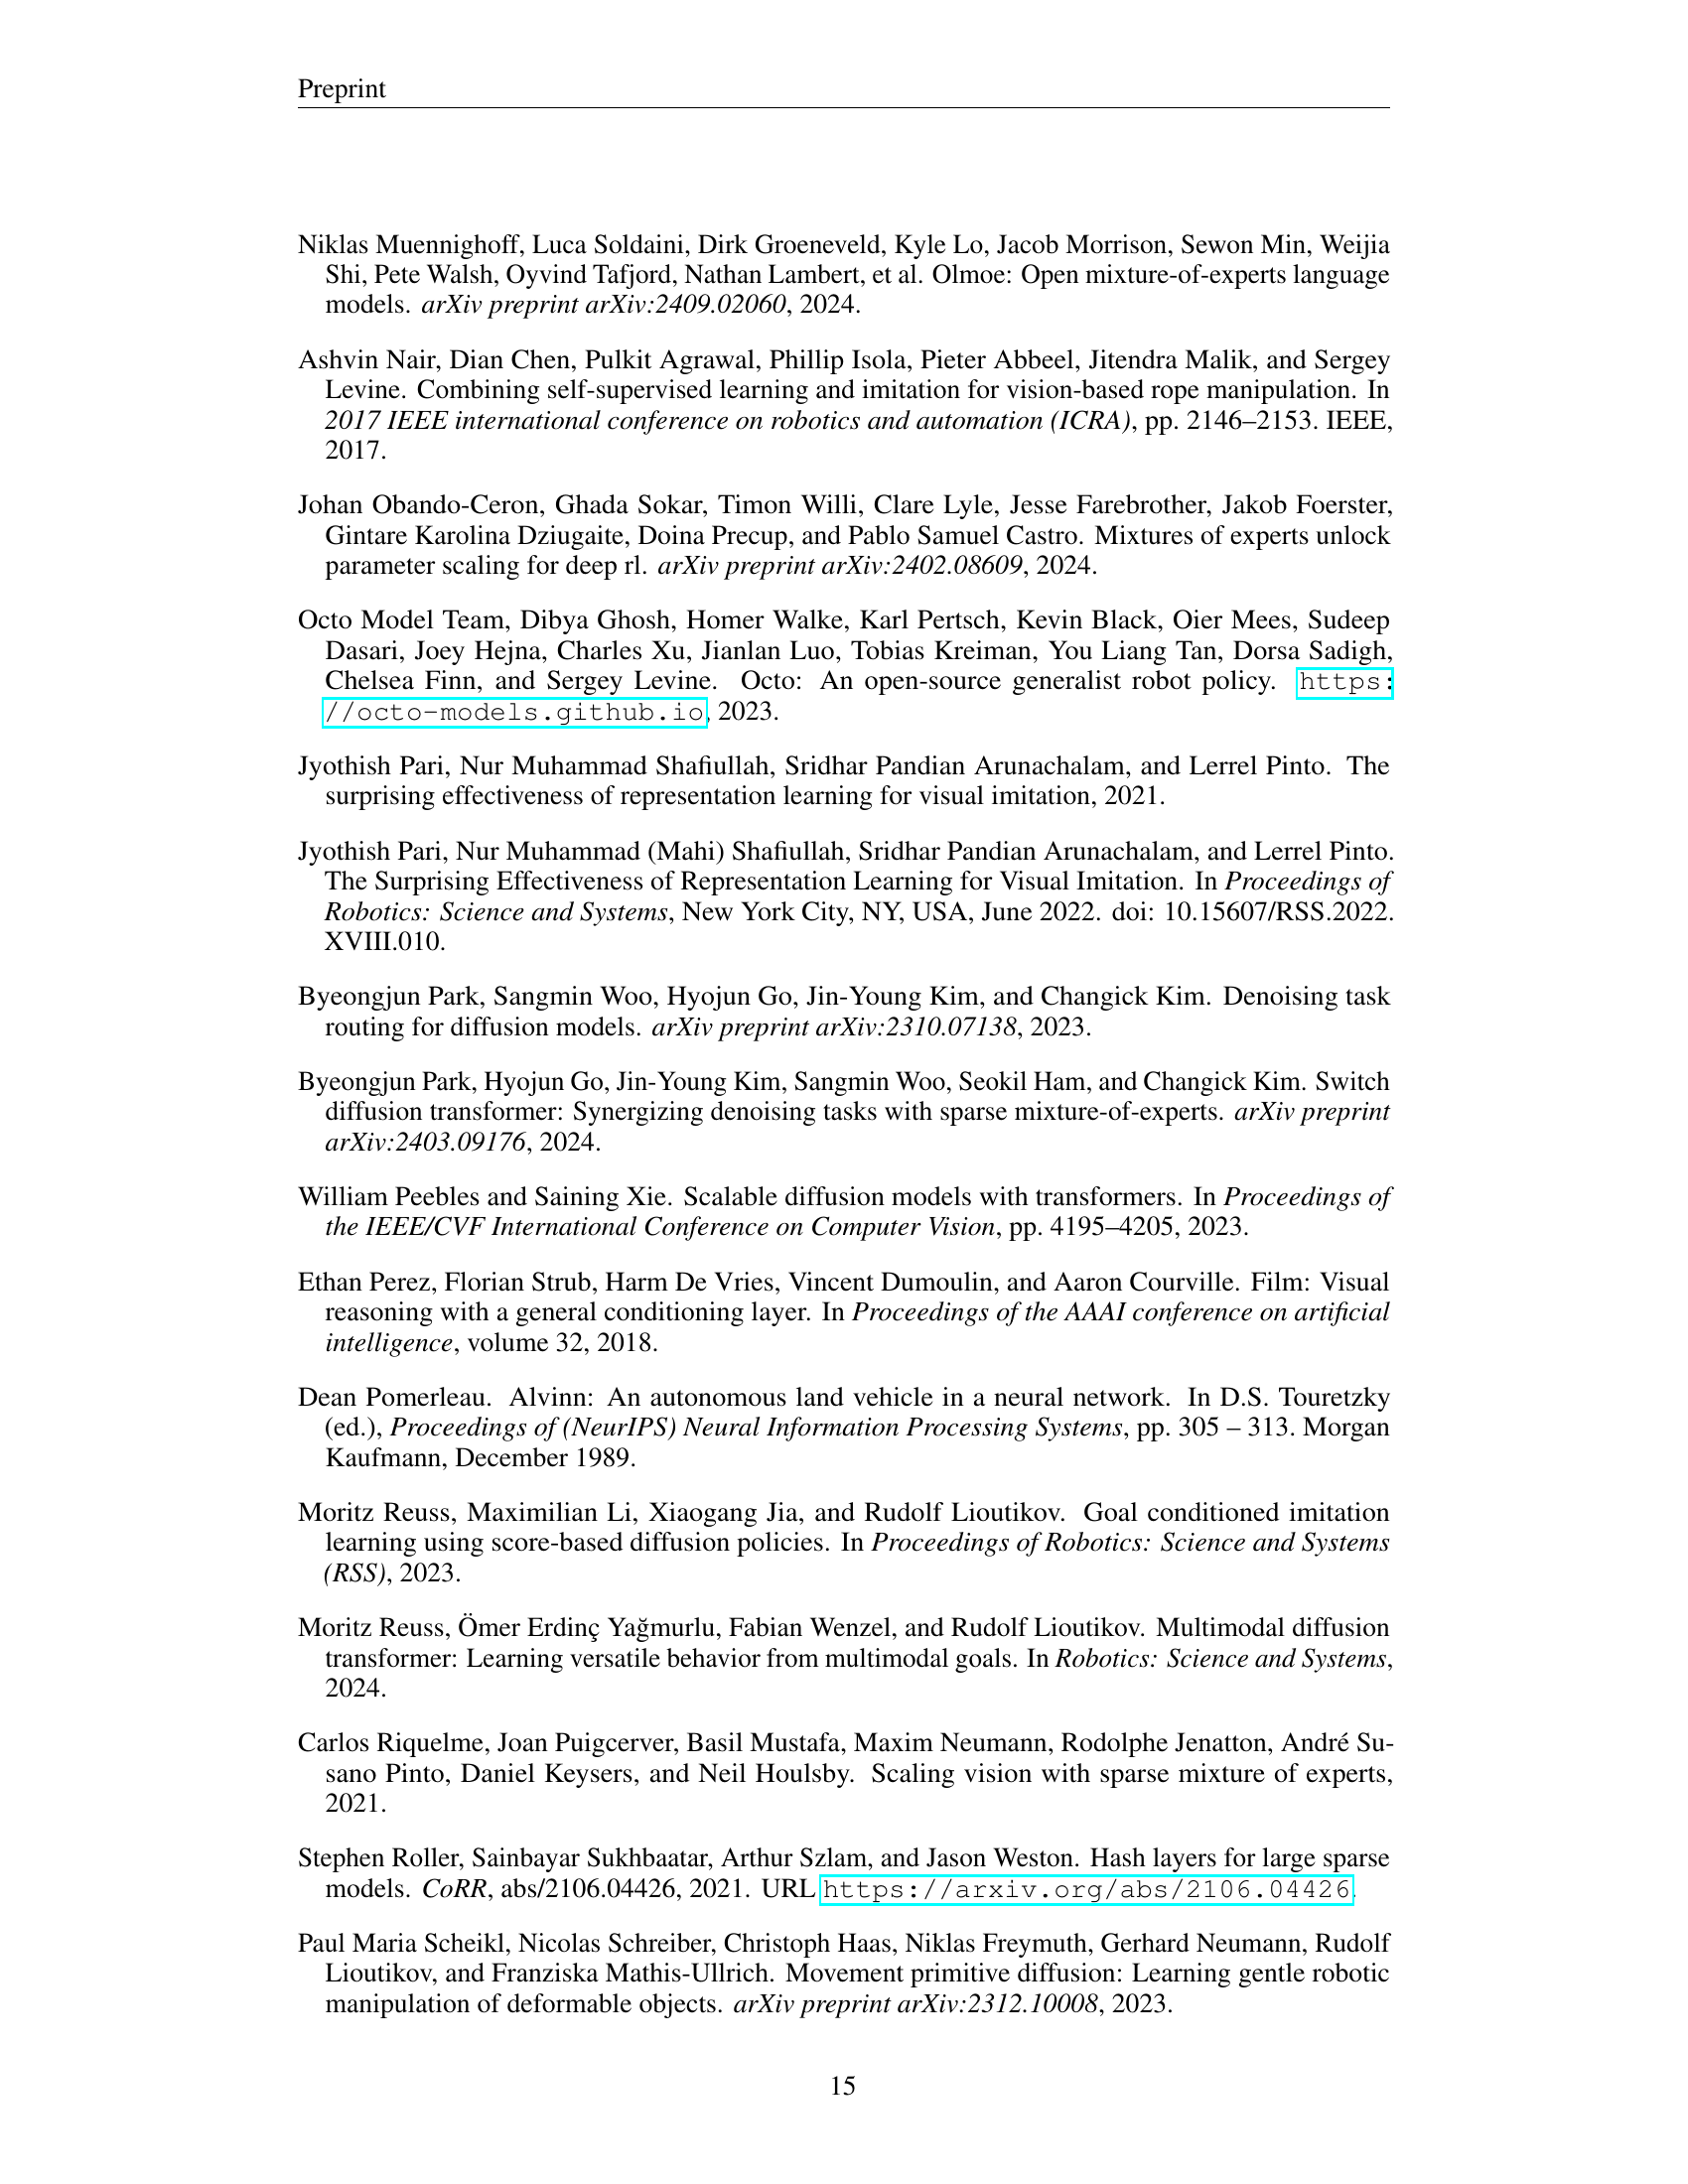 Preprint
Niklas Muennighoff, Luca Soldaini, Dirk Groeneveld, Kyle Lo, Jacob Morrison, Sewon Min, Weijia
Shi, Pete Walsh, Oyvind Tafjord, Nathan Lambert, et al. Olmoe: Open mixture-of-experts language
models. arXiv preprint arXiv:2409.02060, 2024.
Ashvin Nair, Dian Chen, Pulkit Agrawal, Phillip Isola, Pieter Abbeel, Jitendra Malik, and Sergey
Levine. Combining self-supervised learning and imitation for vision-based rope manipulation. In
2017 IEEE international conference on robotics and automation (ICRA), pp. 2146–2153. IEEE,
2017.
Johan Obando-Ceron, Ghada Sokar, Timon Willi, Clare Lyle, Jesse Farebrother, Jakob Foerster,
Gintare Karolina Dziugaite, Doina Precup, and Pablo Samuel Castro. Mixtures of experts unlock
parameter scaling for deep rl. arXiv preprint arXiv:2402.08609, 2024.
Octo Model Team, Dibya Ghosh, Homer Walke, Karl Pertsch, Kevin Black, Oier Mees, Sudeep
Dasari, Joey Hejna, Charles Xu, Jianlan Luo, Tobias Kreiman, You Liang Tan, Dorsa Sadigh,
Chelsea Finn, and Sergey Levine. Octo: An open-source generalist robot policy. https:
//octo-models.github.io, 2023.
Jyothish Pari, Nur Muhammad Shafiullah, Sridhar Pandian Arunachalam, and Lerrel Pinto. The
surprising effectiveness of representation learning for visual imitation, 2021.
Jyothish Pari, Nur Muhammad (Mahi) Shafiullah, Sridhar Pandian Arunachalam, and Lerrel Pinto.
The Surprising Effectiveness of Representation Learning for Visual Imitation. In Proceedings of
Robotics: Science and Systems, New York City, NY, USA, June 2022. doi: 10.15607/RSS.2022.
XVIII.010.
Byeongjun Park, Sangmin Woo, Hyojun Go, Jin-Young Kim, and Changick Kim. Denoising task
routing for diffusion models. arXiv preprint arXiv:2310.07138, 2023.
Byeongjun Park, Hyojun Go, Jin-Young Kim, Sangmin Woo, Seokil Ham, and Changick Kim. Switch
diffusion transformer: Synergizing denoising tasks with sparse mixture-of-experts. arXiv preprint
arXiv:2403.09176, 2024.
William Peebles and Saining Xie. Scalable diffusion models with transformers. In Proceedings of
the IEEE/CVF International Conference on Computer Vision, pp. 4195–4205, 2023.
Ethan Perez, Florian Strub, Harm De Vries, Vincent Dumoulin, and Aaron Courville. Film: Visual
reasoning with a general conditioning layer. In Proceedings of the AAAI conference on artificial
intelligence, volume 32, 2018.
Dean Pomerleau. Alvinn: An autonomous land vehicle in a neural network. In D.S. Touretzky
(ed.), Proceedings of (NeurIPS) Neural Information Processing Systems, pp. 305 – 313. Morgan
Kaufmann, December 1989.
Moritz Reuss, Maximilian Li, Xiaogang Jia, and Rudolf Lioutikov. Goal conditioned imitation
learning using score-based diffusion policies. In Proceedings of Robotics: Science and Systems
(RSS), 2023.
Moritz Reuss, Ömer Erdinç Yağmurlu, Fabian Wenzel, and Rudolf Lioutikov. Multimodal diffusion
transformer: Learning versatile behavior from multimodal goals. In Robotics: Science and Systems,
2024.
Carlos Riquelme, Joan Puigcerver, Basil Mustafa, Maxim Neumann, Rodolphe Jenatton, André Su-
sano Pinto, Daniel Keysers, and Neil Houlsby. Scaling vision with sparse mixture of experts,
2021.
Stephen Roller, Sainbayar Sukhbaatar, Arthur Szlam, and Jason Weston. Hash layers for large sparse
models. CoRR, abs/2106.04426, 2021. URL https://arxiv.org/abs/2106.04426.
Paul Maria Scheikl, Nicolas Schreiber, Christoph Haas, Niklas Freymuth, Gerhard Neumann, Rudolf
Lioutikov, and Franziska Mathis-Ullrich. Movement primitive diffusion: Learning gentle robotic
manipulation of deformable objects. arXiv preprint arXiv:2312.10008, 2023.
15